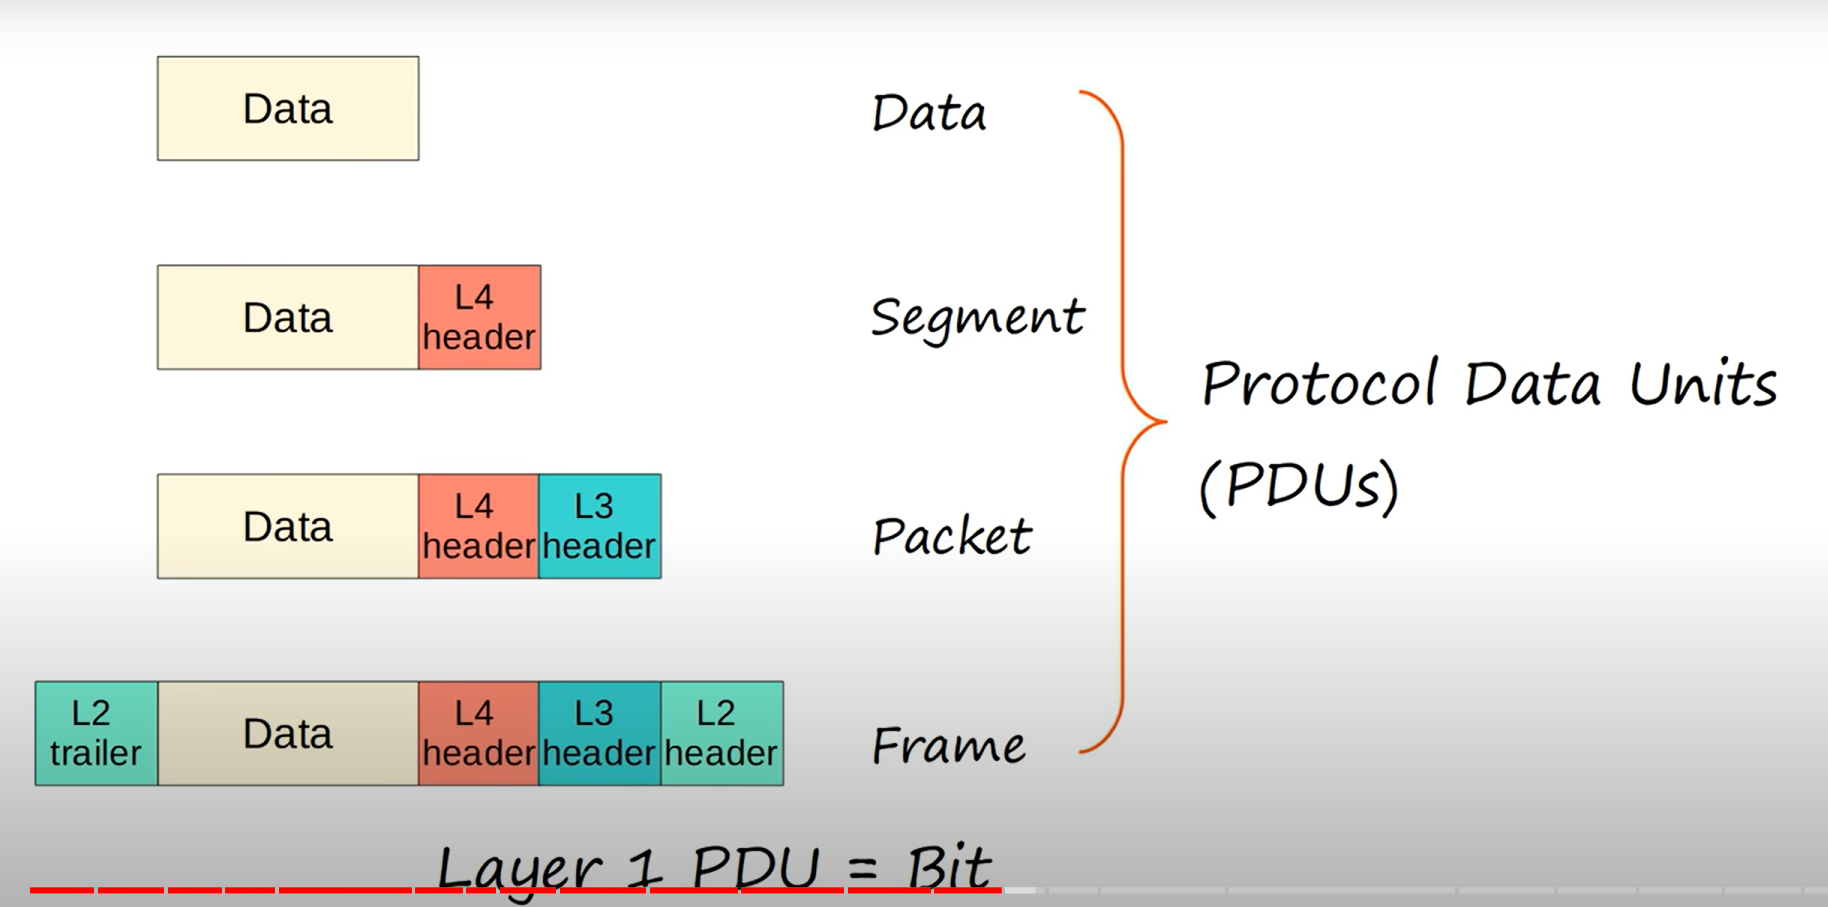 Data
Data
Data
L4
header
Segment
Data
L4
header
L3
header
Packet
Protocol Data Units
(PDUs)
L2
trailer
Data
L4
header
L3
header
L2
header
Frame
Layer 1 PDU = Bit